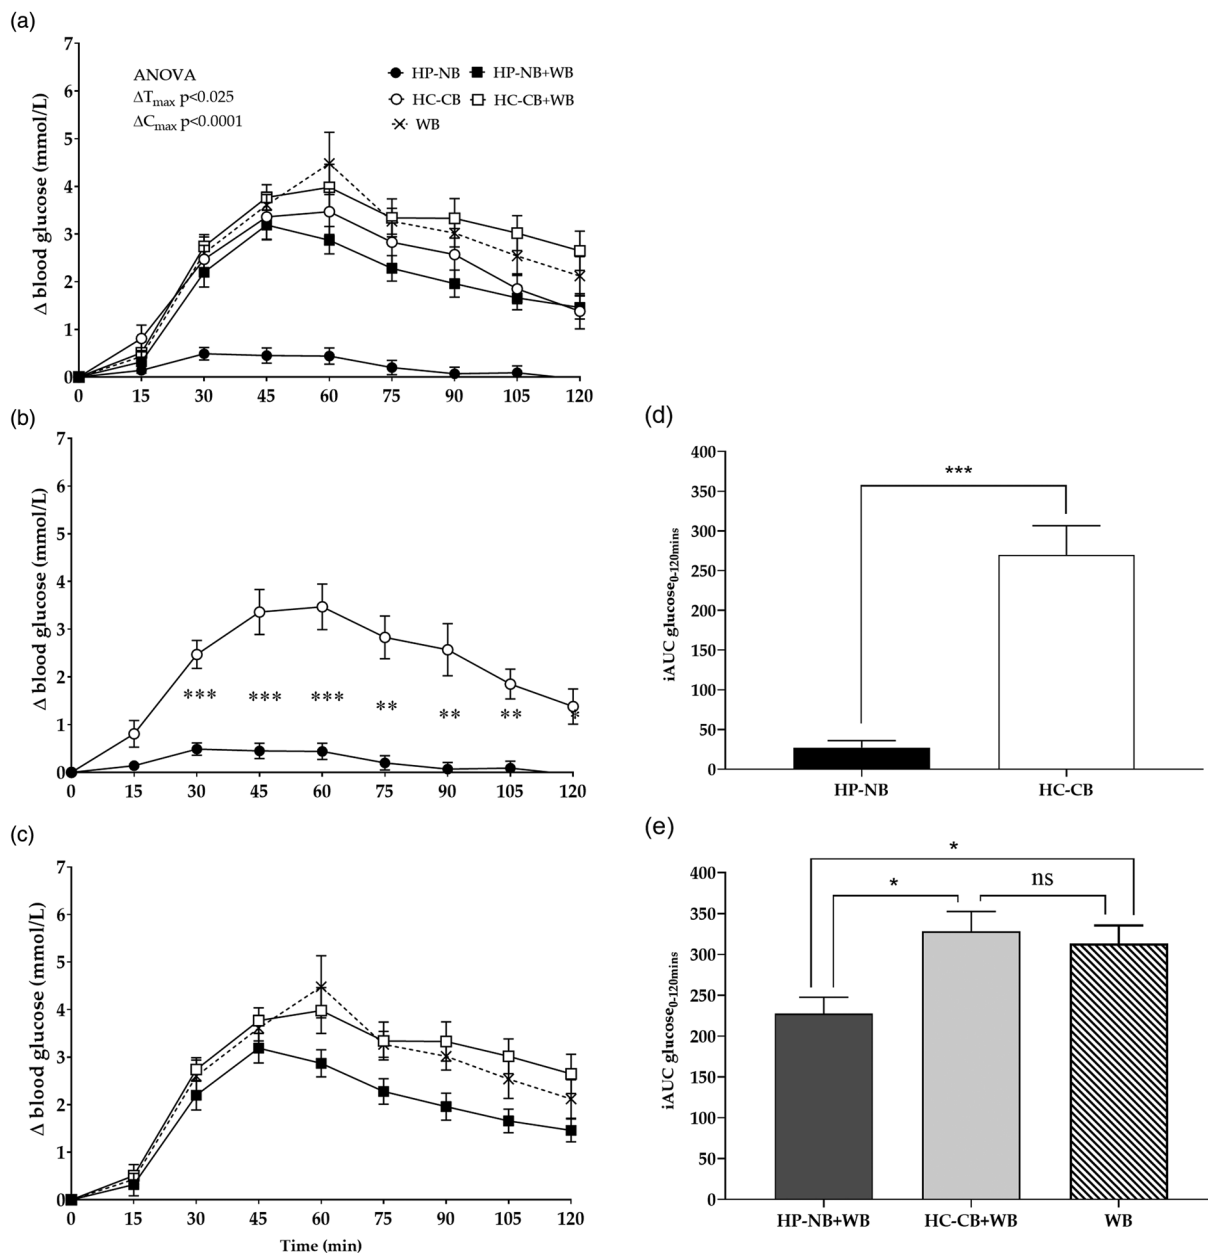 (a)
Δ blood glucose (mmol/L)
7
6
5
4
3
2
1
0
ANOVA
ΔTmax p<0.025
ΔCmax p<0.0001
HP-NB HP-NB+WB
HC-CB HC-CB+WB
WB
0 15 30 45 60 75 90 105 120
(b)
Δ blood glucose (mmol/L)
7
6
5
4
3
2
1
0
*** *** *** ** ** ** *
0 15 30 45 60 75 90 105 120
(c)
Δ blood glucose (mmol/L)
7
6
5
4
3
2
1
0
0 15 30 45 60 75 90 105 120
Time (min)
(d)
iAUC glucose0-120mins
400
350
300
250
200
150
100
50
0
***
HP-NB HC-CB
(e)
iAUC glucose0-120mins
400
350
300
250
200
150
100
50
0
*
* ns
HP-NB+WB HC-CB+WB WB